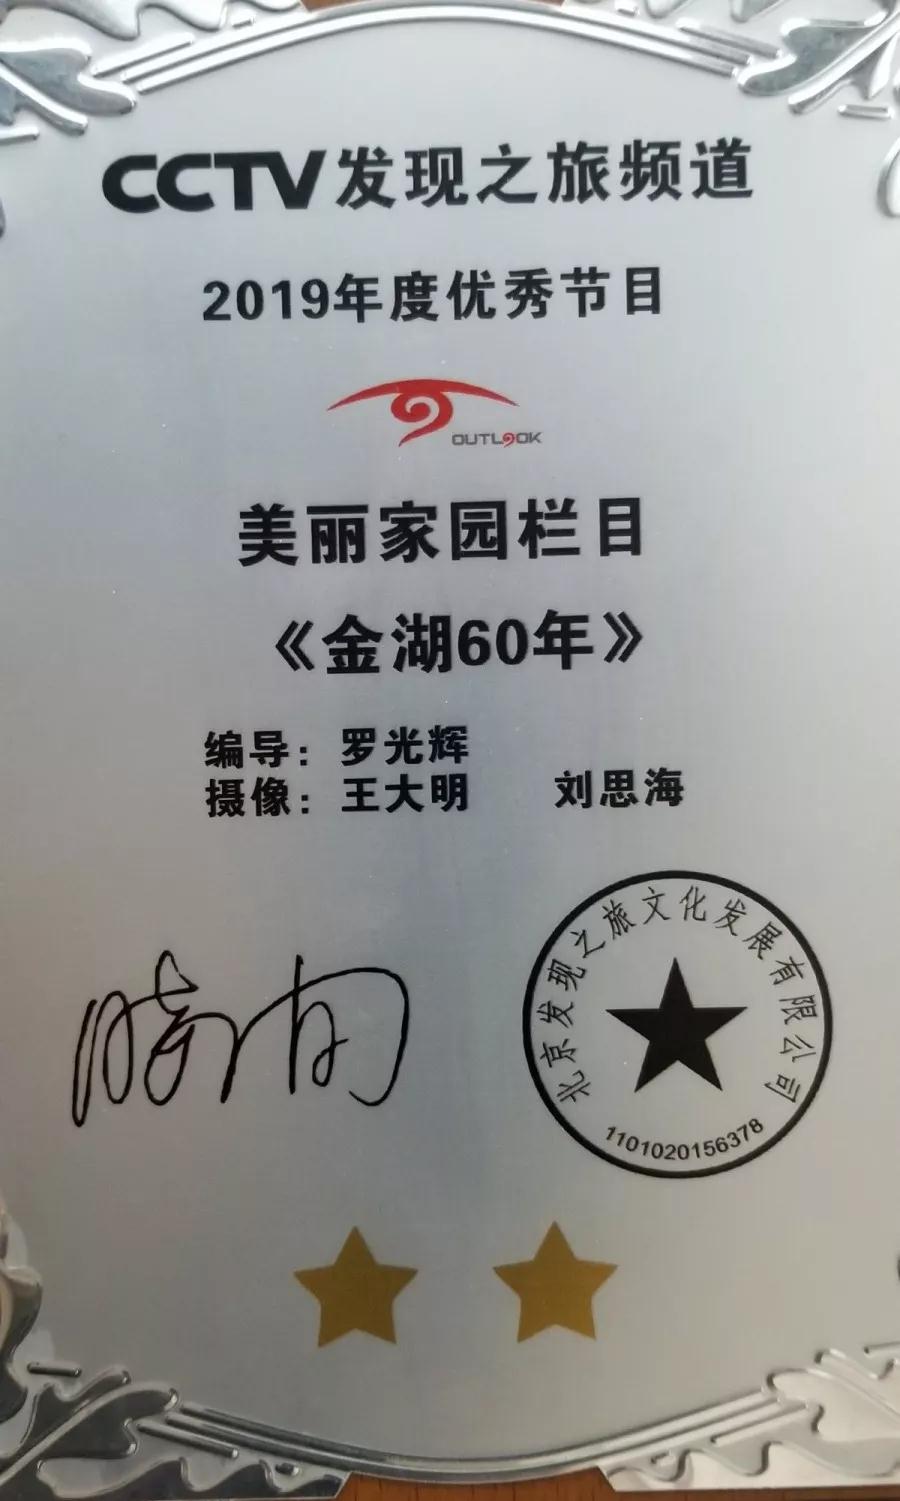 CCTV发现之旅频道
2019年度优秀节目
OUTLOOK
美丽家园栏目
《金湖60年》
编导：罗光辉
摄像：王大明 刘思海
北京发现之旅文化发展有限公司
1101020156378